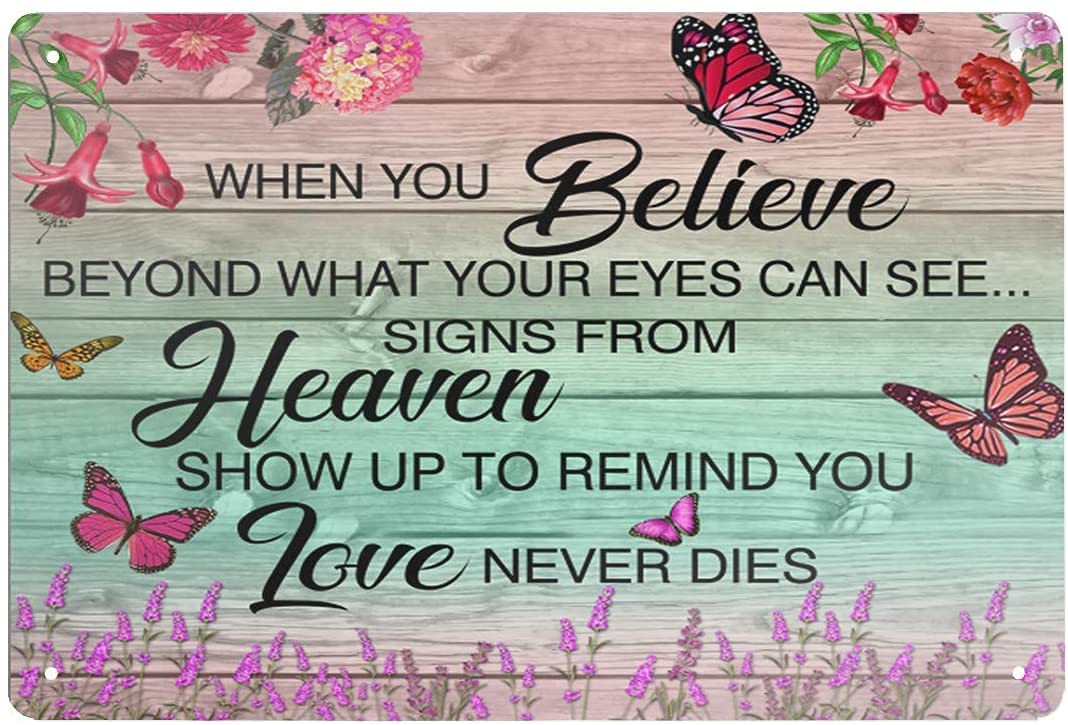 WHEN YOU Believe
BEYOND WHAT YOUR EYES CAN SEE...
SIGNS FROM
Heaven
SHOW UP TO REMIND YOU
Love NEVER DIES